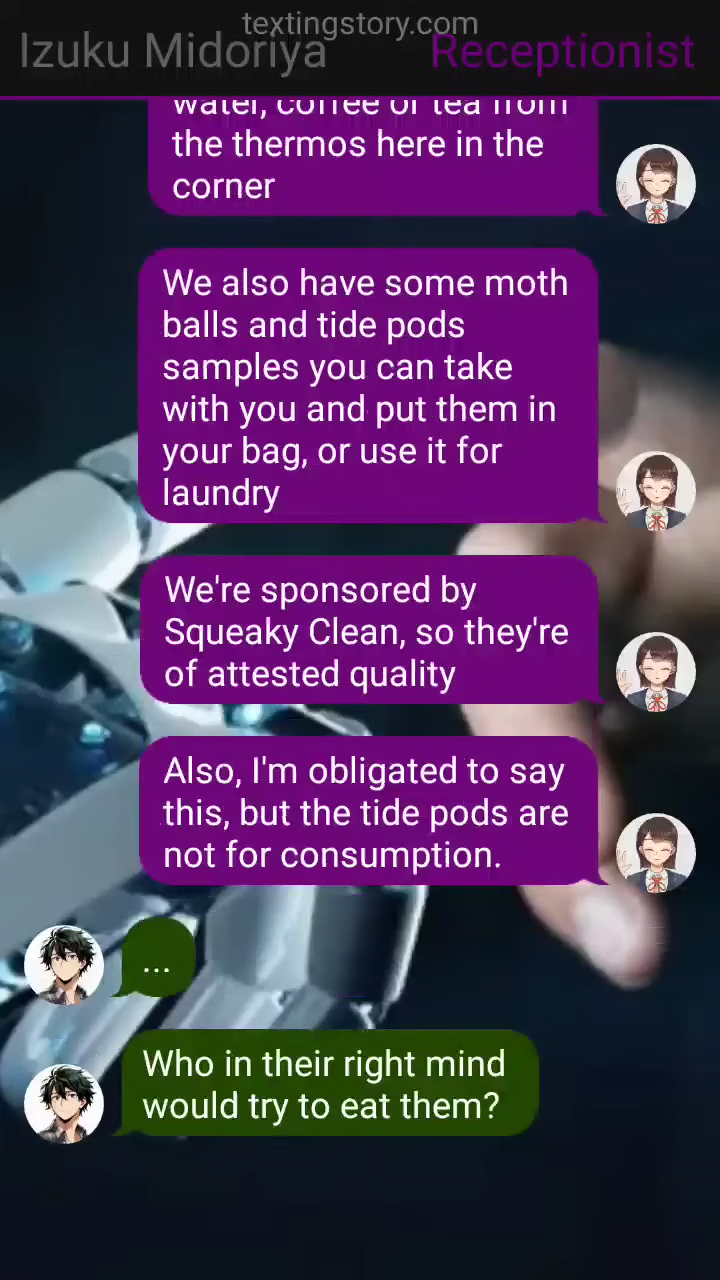 textingstory.com
Izuku Midoriya
Receptionist
water, coffee or tea from
the thermos here in the
corner
We also have some moth
balls and tide pods
samples you can take
with you and put them in
your bag, or use it for
laundry
We're sponsored by
Squeaky Clean, so they're
of attested quality
Also, I'm obligated to say
this, but the tide pods are
not for consumption.
...
Who in their right mind
would try to eat them?